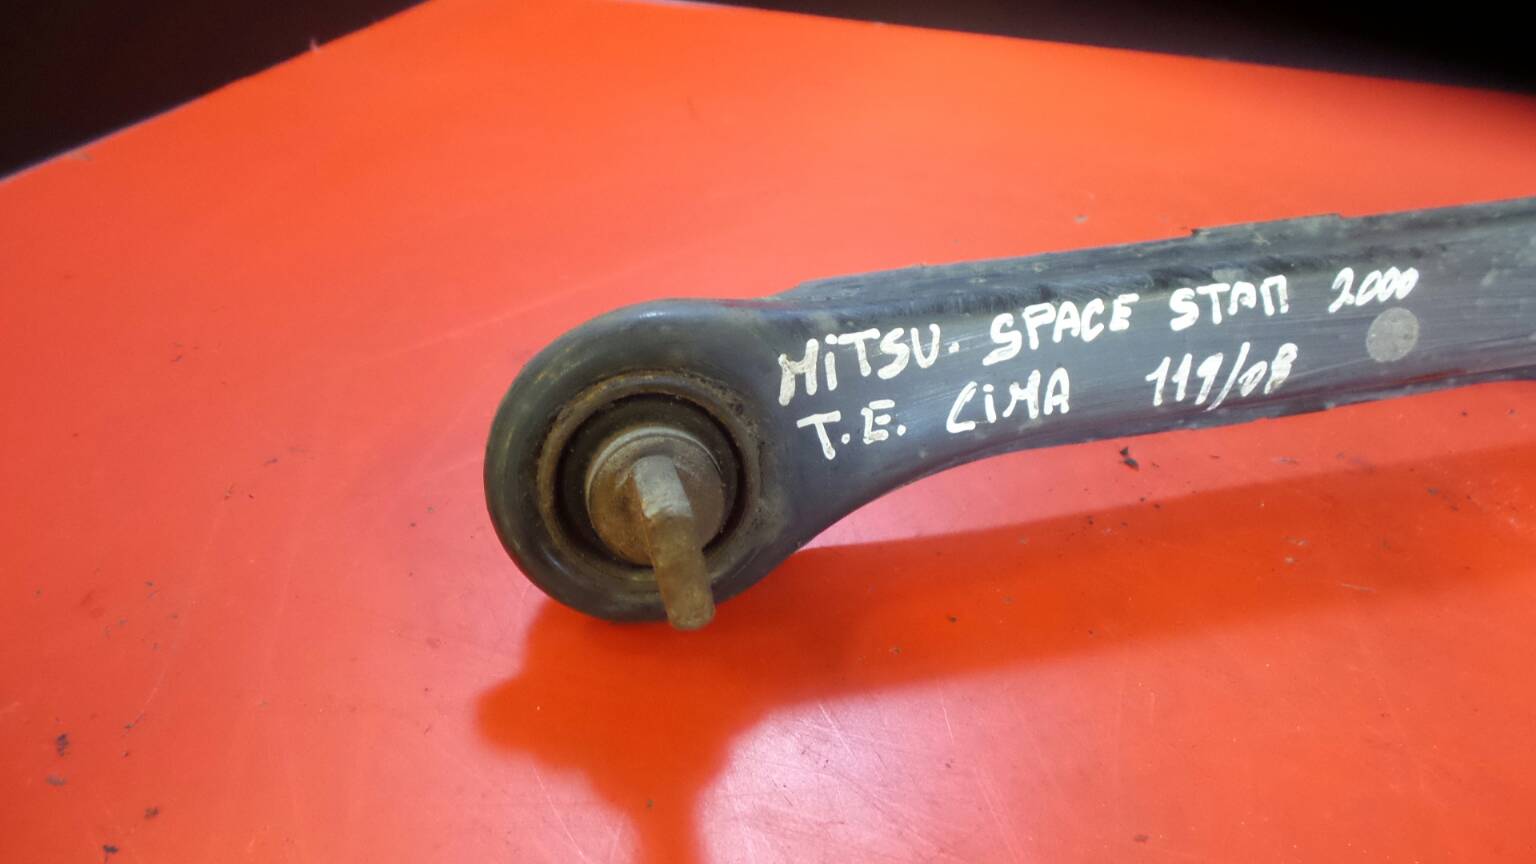 MiTSU. SPACE STAR 2000
T.E. CiMA 119/08